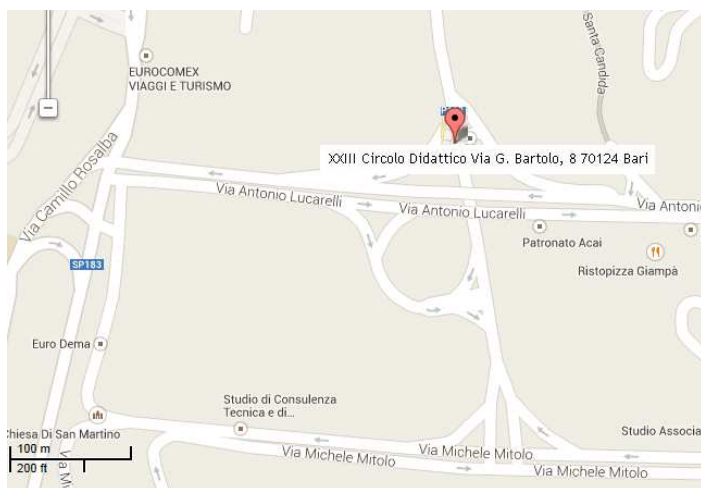 Santa Candida
EUROCOMEX
VIAGGI E TURISMO
XXIII Circolo Didattico Via G. Bartolo, 8 70124 Bari
Via Camillo Rosalba
Via Antonio Lucarelli
Via Antonio Lucarelli
Via Antonio
Patronato Acai
Ristopizza Giampà
SP183
Euro Dema
Studio di Consulenza
Tecnica e di...
Chiesa Di San Martino
Studio Associa
Via Michele Mitolo
Via Michele Mitolo
Via Michele Mitolo
100 m
200 ft